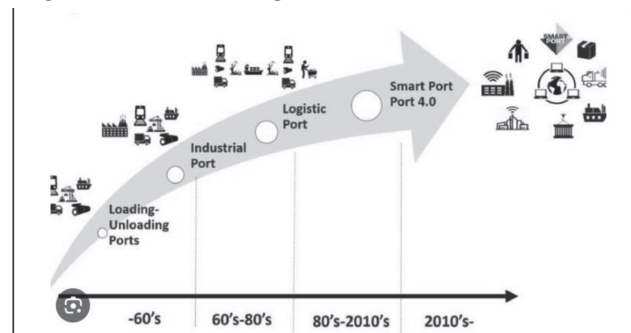 SMART
PORT
Smart Port
Port 4.0
Logistic
Port
Industrial
Port
Loading-
Unloading
Ports
-60's
60's-80's
80's-2010's
2010's-